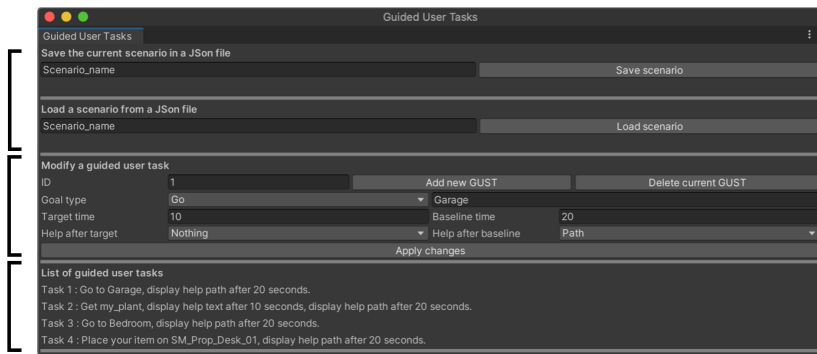 Guided User Tasks
Guided User Tasks
Save the current scenario in a JSon file
Scenario_name Save scenario
Load a scenario from a JSon file
Scenario_name Load scenario
Modify a guided user task
ID 1 Add new GUST Delete current GUST
Goal type Go Garage
Target time 10 Baseline time 20
Help after target Nothing Help after baseline Path
Apply changes
List of guided user tasks
Task 1 : Go to Garage, display help path after 20 seconds.
Task 2 : Get my_plant, display help text after 10 seconds, display help path after 20 seconds.
Task 3 : Go to Bedroom, display help path after 20 seconds.
Task 4 : Place your item on SM_Prop_Desk_01, display help path after 20 seconds.